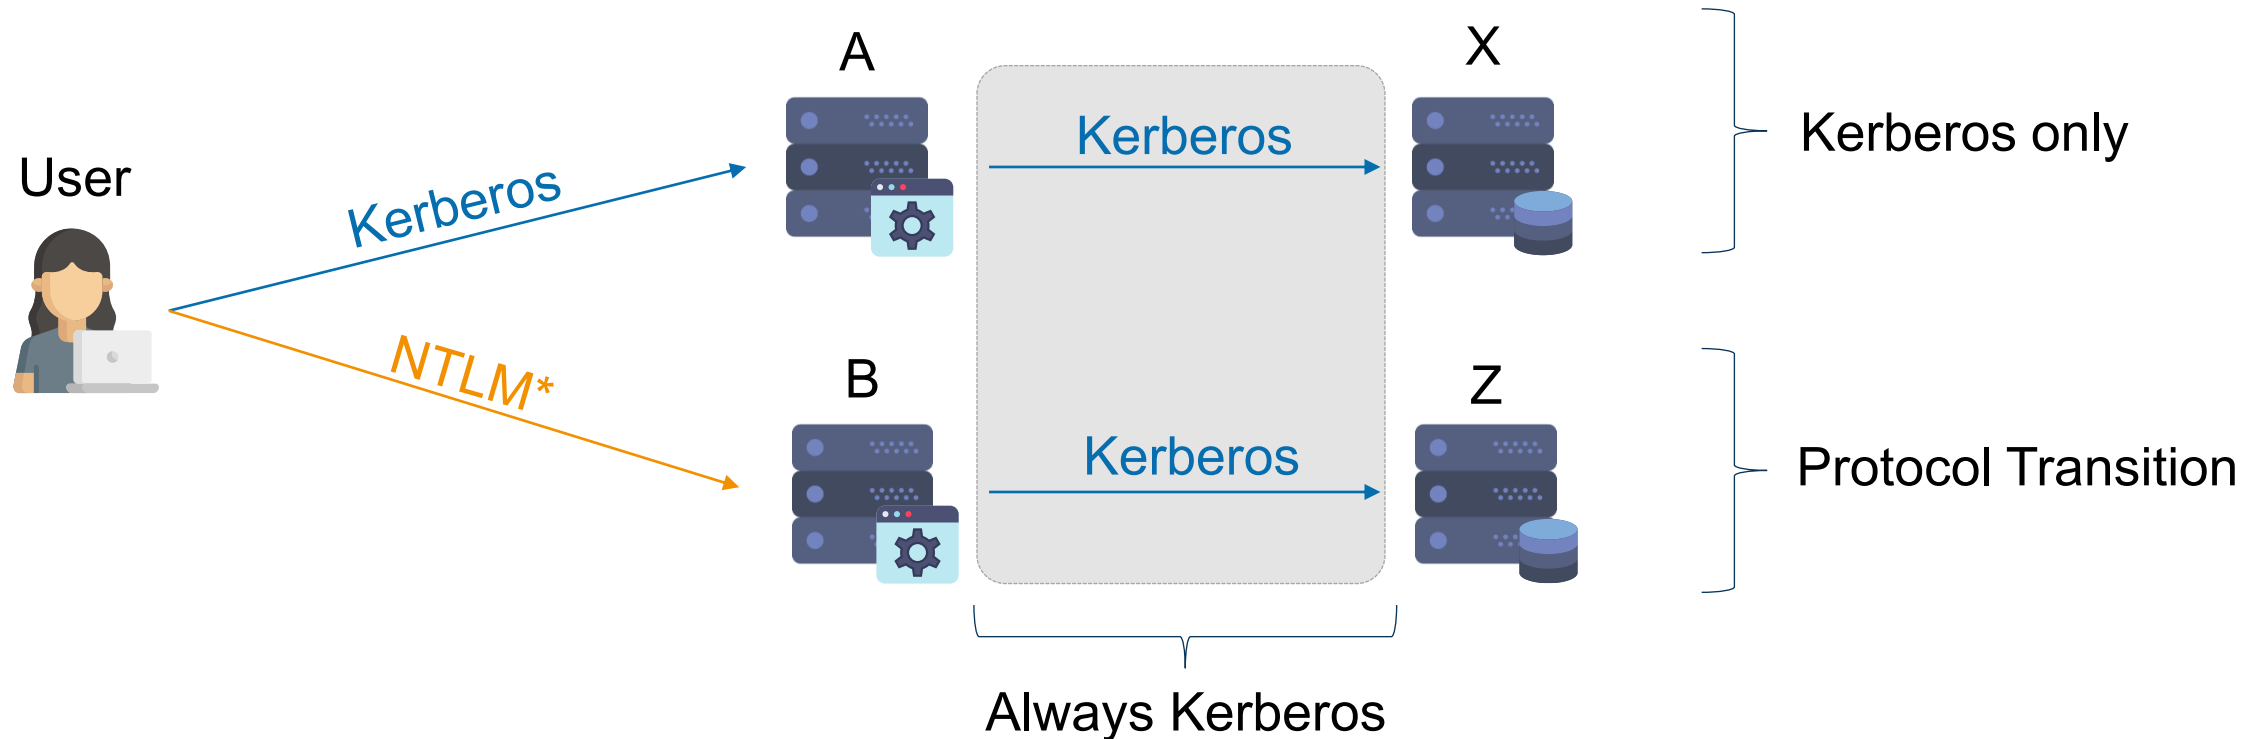 User
Kerberos
NTLM*
A
Kerberos
X
Kerberos only
B
Kerberos
Z
Protocol Transition
Always Kerberos